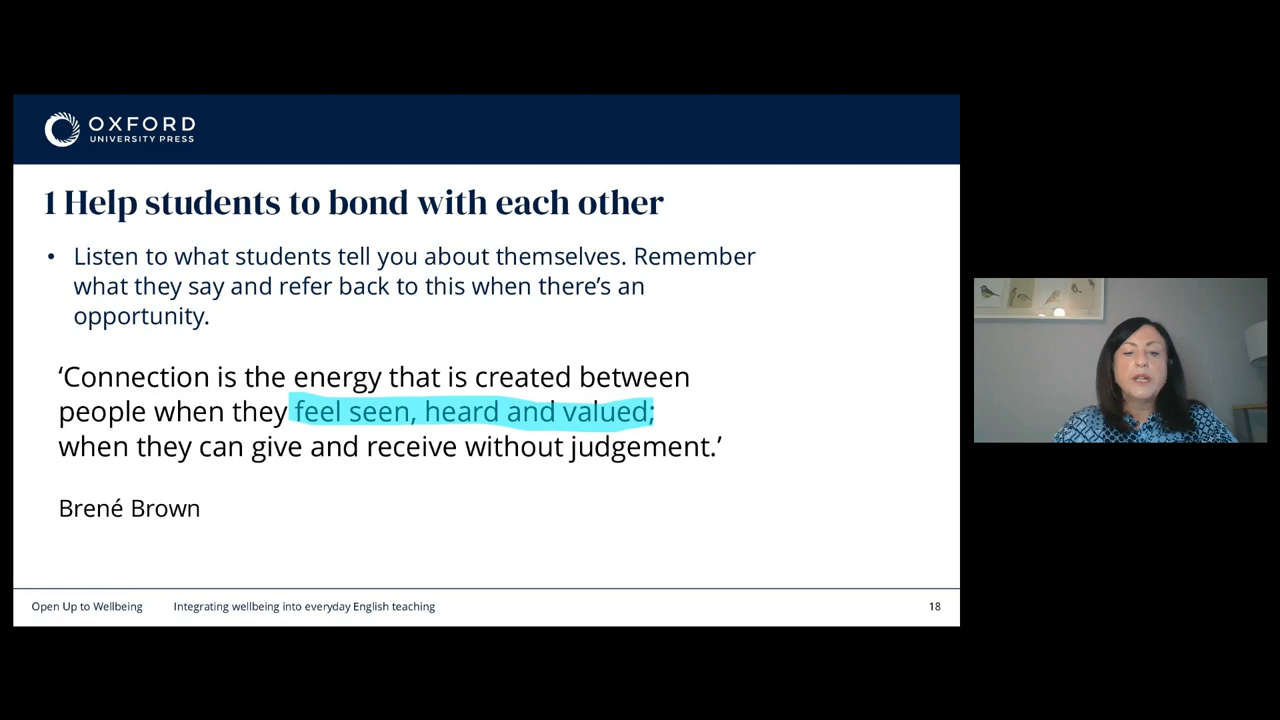 OXFORD
UNIVERSITY PRESS
1 Help students to bond with each other
• Listen to what students tell you about themselves. Remember
what they say and refer back to this when there’s an
opportunity.
‘Connection is the energy that is created between
people when they feel seen, heard and valued;
when they can give and receive without judgement.’
Brené Brown
Open Up to Wellbeing Integrating wellbeing into everyday English teaching 18